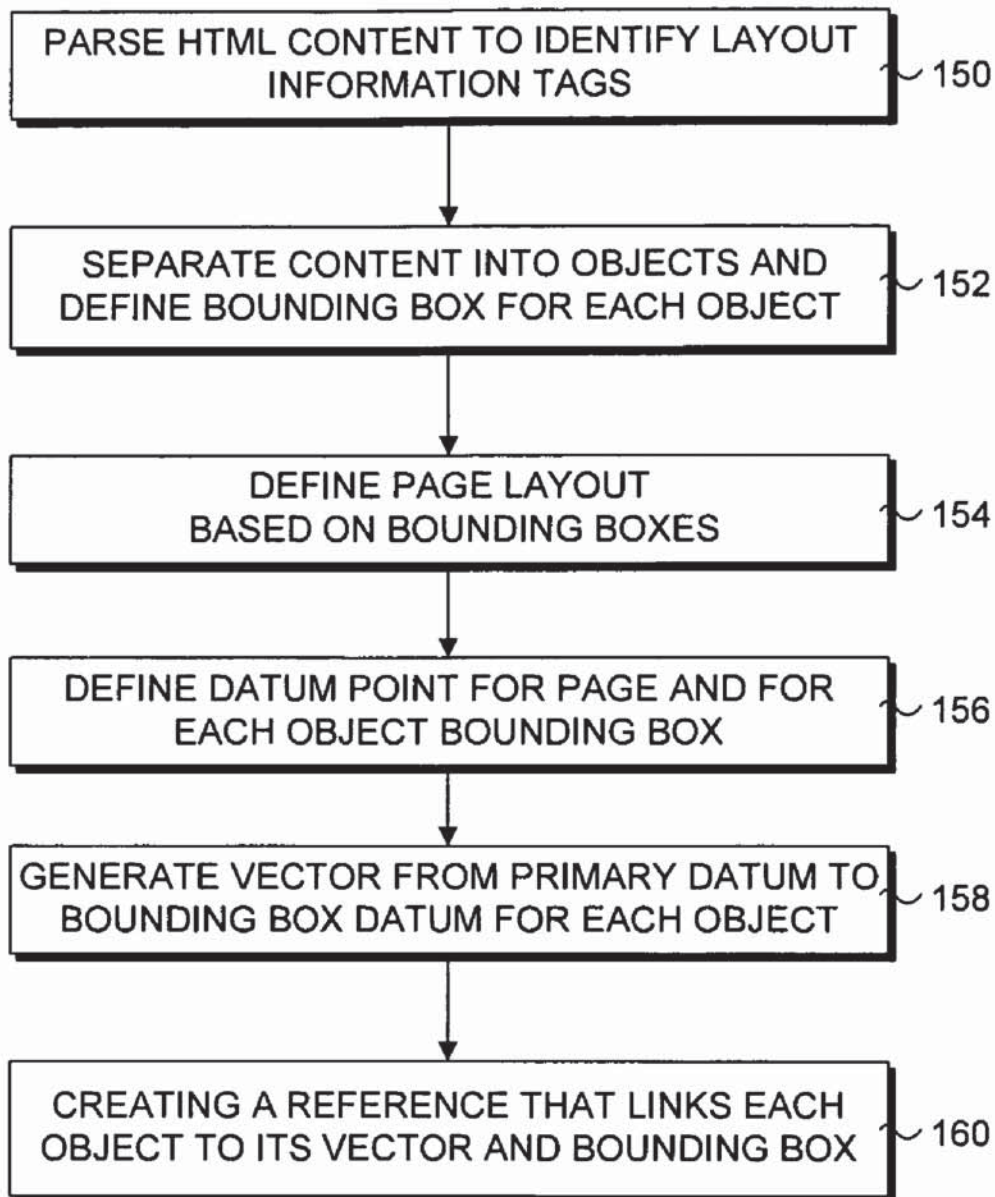 PARSE HTML CONTENT TO IDENTIFY LAYOUT
INFORMATION TAGS
150
SEPARATE CONTENT INTO OBJECTS AND
DEFINE BOUNDING BOX FOR EACH OBJECT
152
DEFINE PAGE LAYOUT
BASED ON BOUNDING BOXES
154
DEFINE DATUM POINT FOR PAGE AND FOR
EACH OBJECT BOUNDING BOX
156
GENERATE VECTOR FROM PRIMARY DATUM TO
BOUNDING BOX DATUM FOR EACH OBJECT
158
CREATING A REFERENCE THAT LINKS EACH
OBJECT TO ITS VECTOR AND BOUNDING BOX
160